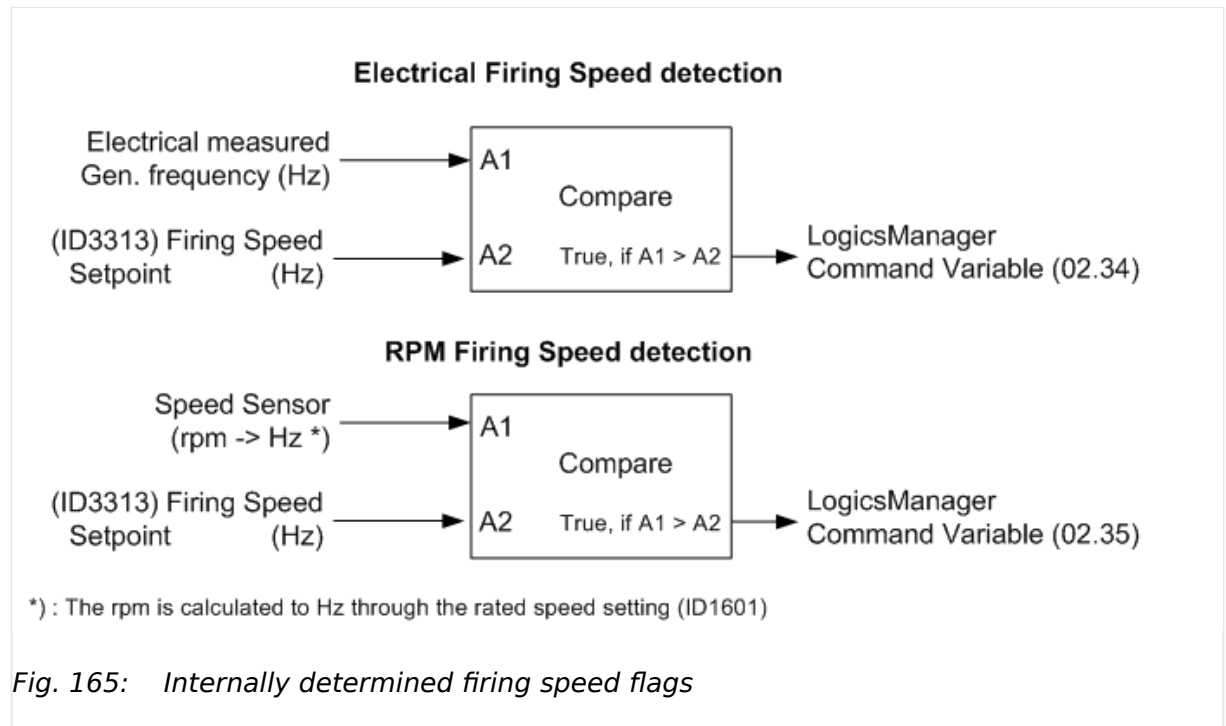 Electrical Firing Speed detection
Electrical measured
Gen. frequency (Hz)
A1
Compare
(ID3313) Firing Speed
Setpoint (Hz)
A2 True, if A1 > A2
LogicsManager
Command Variable (02.34)
RPM Firing Speed detection
Speed Sensor
(rpm -> Hz *)
A1
Compare
(ID3313) Firing Speed
Setpoint (Hz)
A2 True, if A1 > A2
LogicsManager
Command Variable (02.35)
*) : The rpm is calculated to Hz through the rated speed setting (ID1601)
Fig. 165: Internally determined firing speed flags